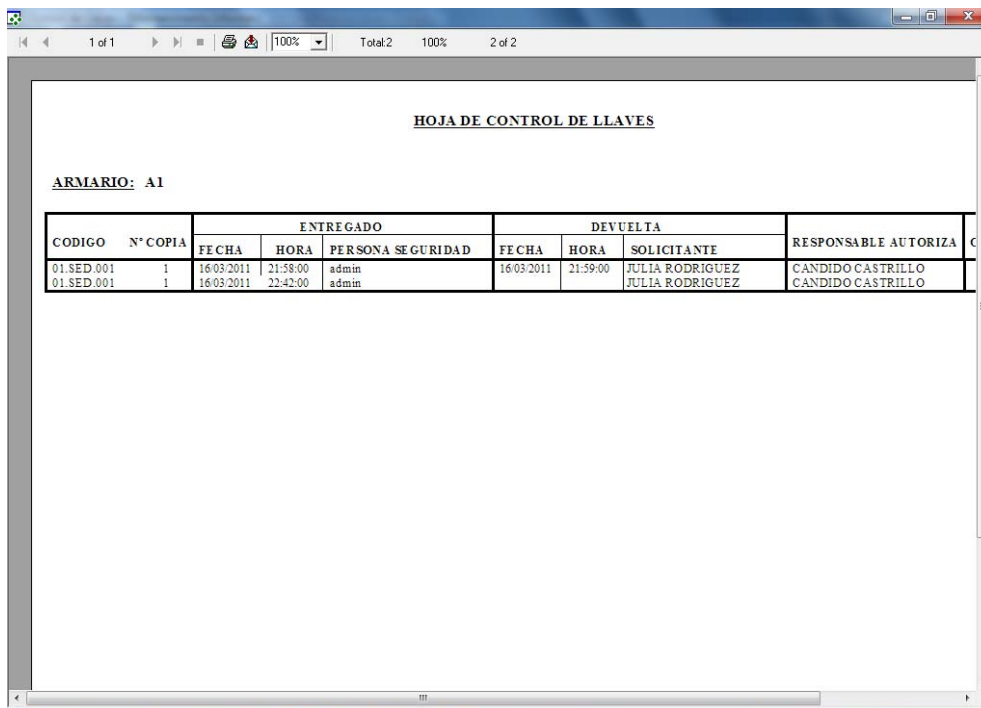 1 of 1 100% Total:2 100% 2 of 2
HOJA DE CONTROL DE LLAVES
ARMARIO: A1
ENTREGADO DEVUELTA
CODIGO Nº COPIA FECHA HORA PERSONA SEGURIDAD FECHA HORA SOLICITANTE RESPONSABLE AUTORIZA
01.SED.001 1 16/03/2011 21:58:00 admin 16/03/2011 21:59:00 JULIA RODRIGUEZ CANDIDO CASTRILLO
01.SED.001 1 16/03/2011 22:42:00 admin JULIA RODRIGUEZ CANDIDO CASTRILLO